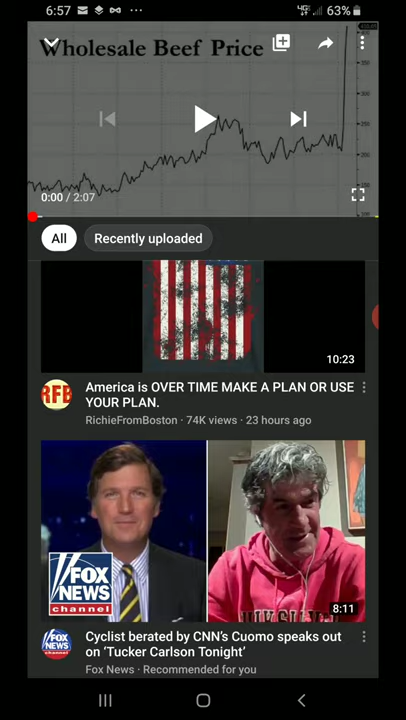 6:57
63%
Wholesale Beef Price
0:00 / 2:07
All
Recently uploaded
10:23
RFB
America is OVER TIME MAKE A PLAN OR USE
YOUR PLAN.
RichieFromBoston · 74K views · 23 hours ago
FOX
NEWS
channel
8:11
FOX
NEWS
Cyclist berated by CNN's Cuomo speaks out
on 'Tucker Carlson Tonight'
Fox News · Recommended for you